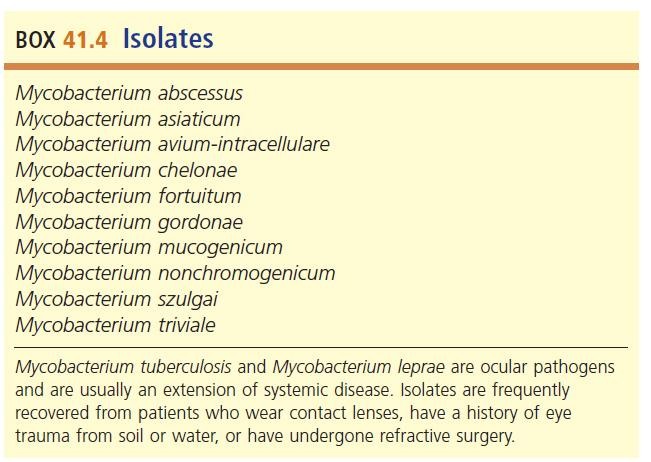 BOX 41.4 Isolates
Mycobacterium abscessus
Mycobacterium asiaticum
Mycobacterium avium-intracellulare
Mycobacterium chelonae
Mycobacterium fortuitum
Mycobacterium gordonae
Mycobacterium mucogenicum
Mycobacterium nonchromogenicum
Mycobacterium szulgai
Mycobacterium triviale
Mycobacterium tuberculosis and Mycobacterium leprae are ocular pathogens
and are usually an extension of systemic disease. Isolates are frequently
recovered from patients who wear contact lenses, have a history of eye
trauma from soil or water, or have undergone refractive surgery.